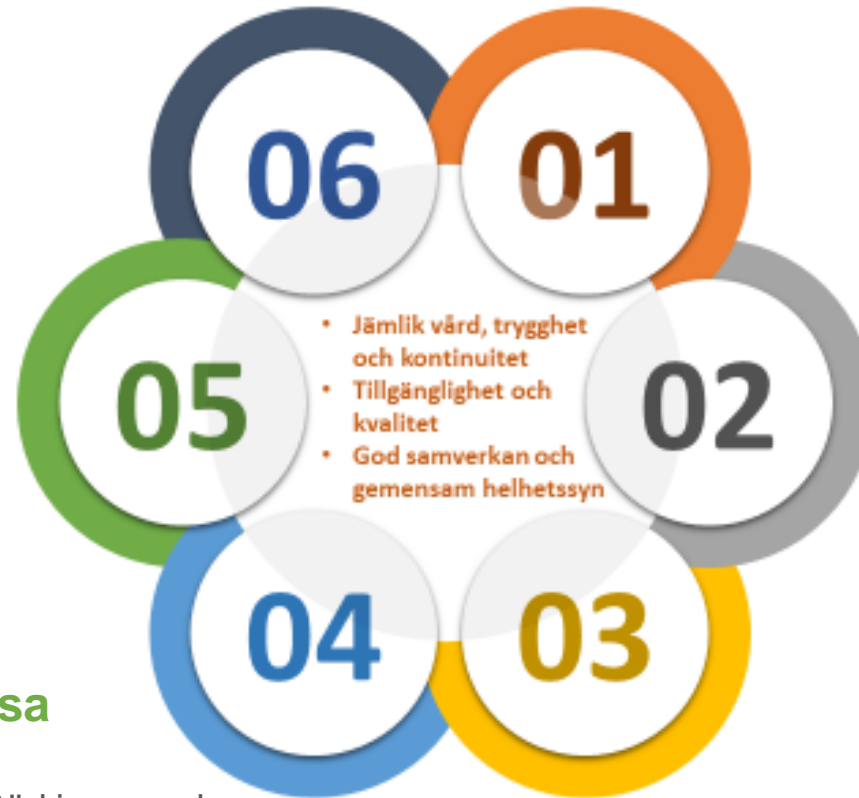 06
01
• Jämlik vård, trygghet
och kontinuitet
• Tillgänglighet och
kvalitet
• God samverkan och
gemensam helhetssyn
05
02
04
03
sa